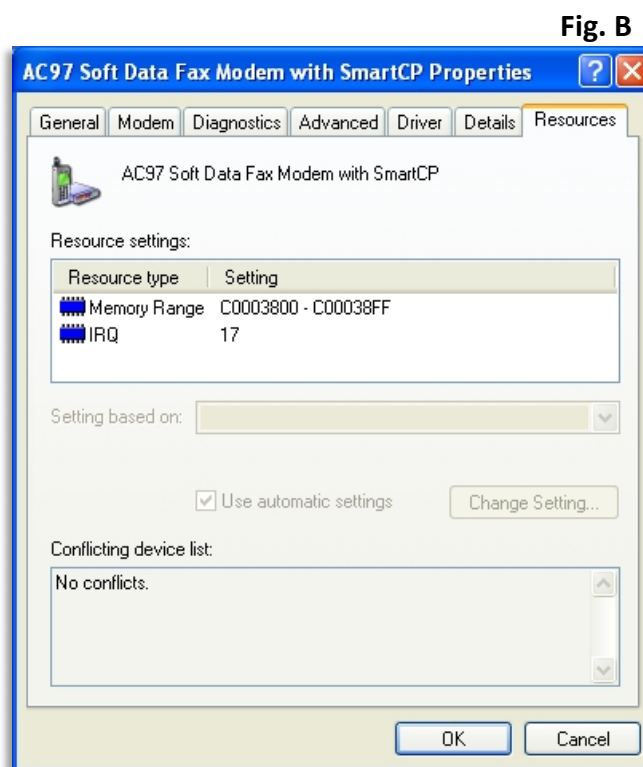 Fig. B
AC97 Soft Data Fax Modem with SmartCP Properties
General Modem Diagnostics Advanced Driver Details Resources
AC97 Soft Data Fax Modem with SmartCP
Resource settings:
Resource type Setting
Memory Range C0003800 - C00038FF
IRQ 17
Setting based on:
Use automatic settings Change Setting...
Conflicting device list:
No conflicts.
OK Cancel